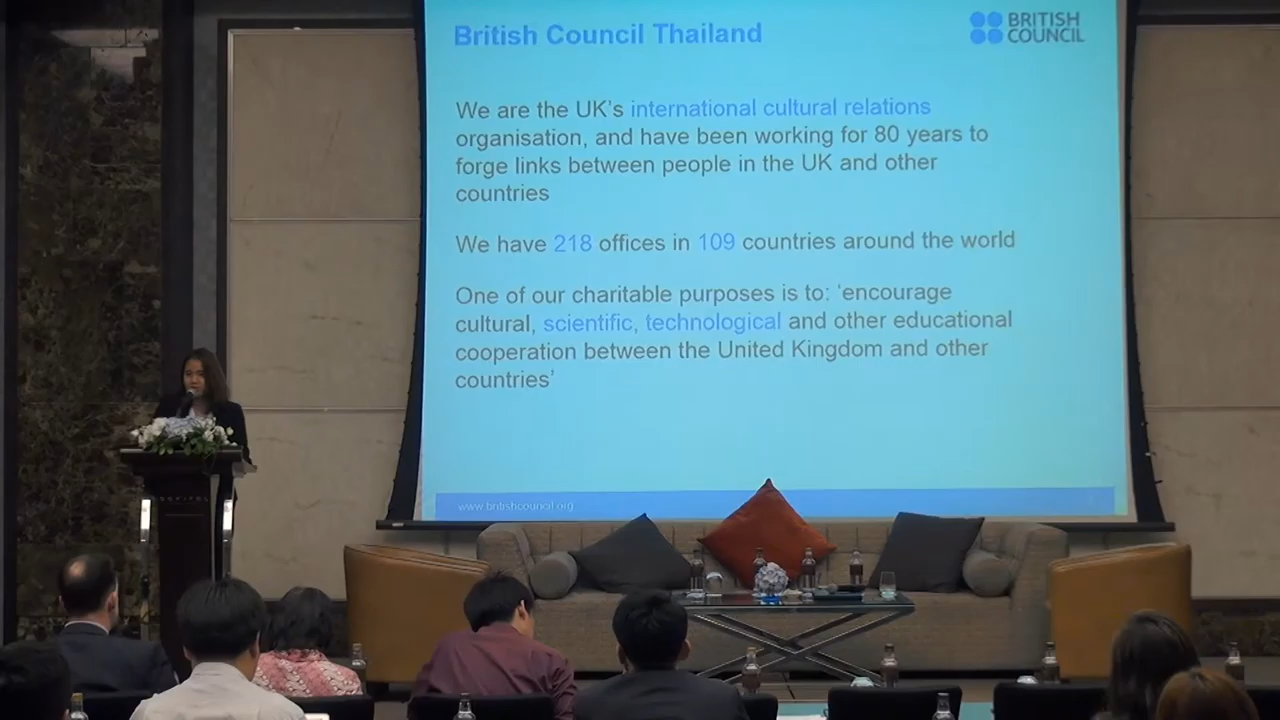 British Council Thailand
BRITISH
COUNCIL
We are the UK's international cultural relations
organisation, and have been working for 80 years to
forge links between people in the UK and other
countries
We have 218 offices in 109 countries around the world
One of our charitable purposes is to: 'encourage
cultural, scientific, technological and other educational
cooperation between the United Kingdom and other
countries'
www.britishcouncil.org
SOFITEL